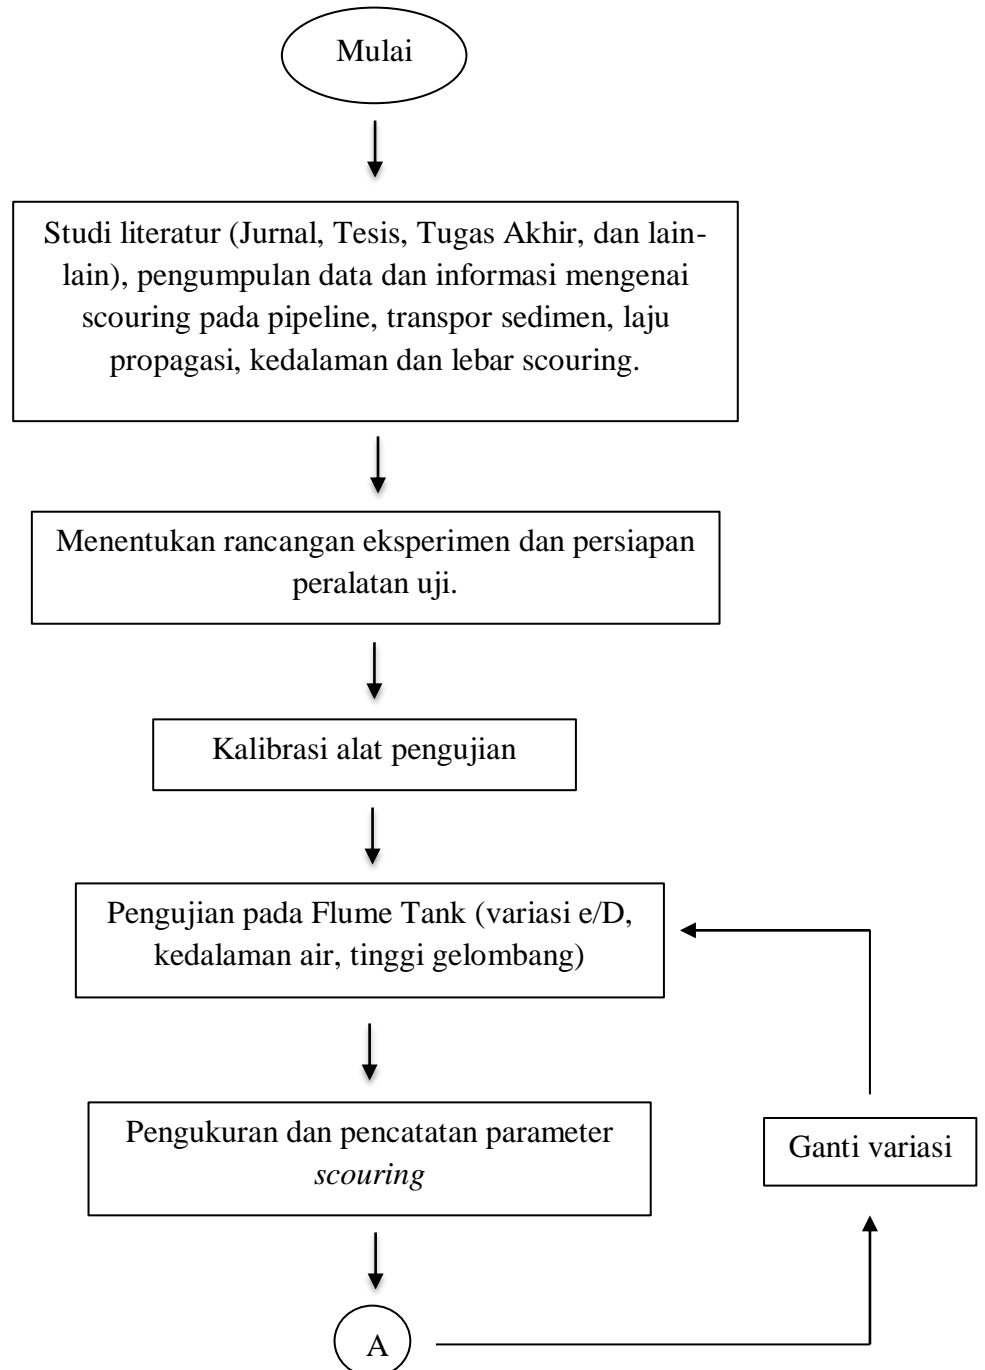 Mulai
Studi literatur (Jurnal, Tesis, Tugas Akhir, dan lain-
lain), pengumpulan data dan informasi mengenai
scouring pada pipeline, transpor sedimen, laju
propagasi, kedalaman dan lebar scouring.
Menentukan rancangan eksperimen dan persiapan
peralatan uji.
Kalibrasi alat pengujian
Pengujian pada Flume Tank (variasi e/D,
kedalaman air, tinggi gelombang)
Pengukuran dan pencatatan parameter
scouring
Ganti variasi
A